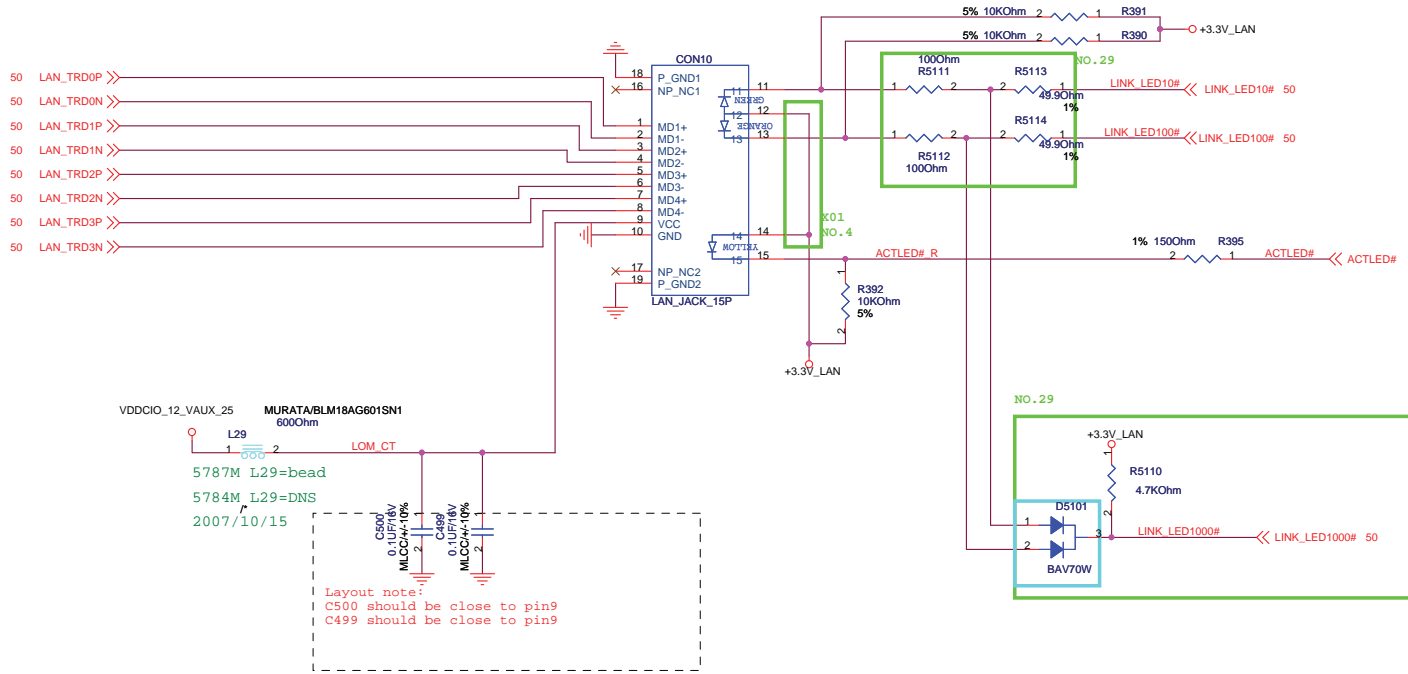 5% 10KOhm 2 1 R391
5% 10KOhm 2 1 R390
+3.3V_LAN
CON10
50 LAN_TRD0P
50 LAN_TRD0N
50 LAN_TRD1P
50 LAN_TRD1N
50 LAN_TRD2P
50 LAN_TRD2N
50 LAN_TRD3P
50 LAN_TRD3N
18 P_GND1
16 NP_NC1
1 MD1+
2 MD1-
3 MD2+
4 MD2-
5 MD3+
6 MD3-
7 MD4+
8 MD4-
9 VCC
10 GND
17 NP_NC2
19 P_GND2
LAN_JACK_15P
11 11
GREEN
12 12
ORANGE
13 13
14 14
YELLOW
15 15
X01
NO.4
NO.29
100Ohm
R5111
1 2
R5113
2 1
49.9Ohm
1%
LINK_LED10# LINK_LED10# 50
R5114
1 2
2 1
49.9Ohm
1%
R5112
100Ohm
LINK_LED100# LINK_LED100# 50
ACTLED#_R
1% 150Ohm R395
2 1
ACTLED# ACTLED#
1
R392
10KOhm
5%
2
+3.3V_LAN
VDDCIO_12_VAUX_25
MURATA/BLM18AG601SN1
600Ohm
L29
1 2
LOM_CT
5787M L29=bead
5784M L29=DNS
/*
2007/10/15
C500
0.1UF/16V
MLCC/+/-10%
1
2
C499
0.1UF/16V
MLCC/+/-10%
1
2
Layout note:
C500 should be close to pin9
C499 should be close to pin9
NO.29
+3.3V_LAN
1
R5110
4.7KOhm
2
D5101
1
2
3
BAV70W
LINK_LED1000# LINK_LED1000# 50